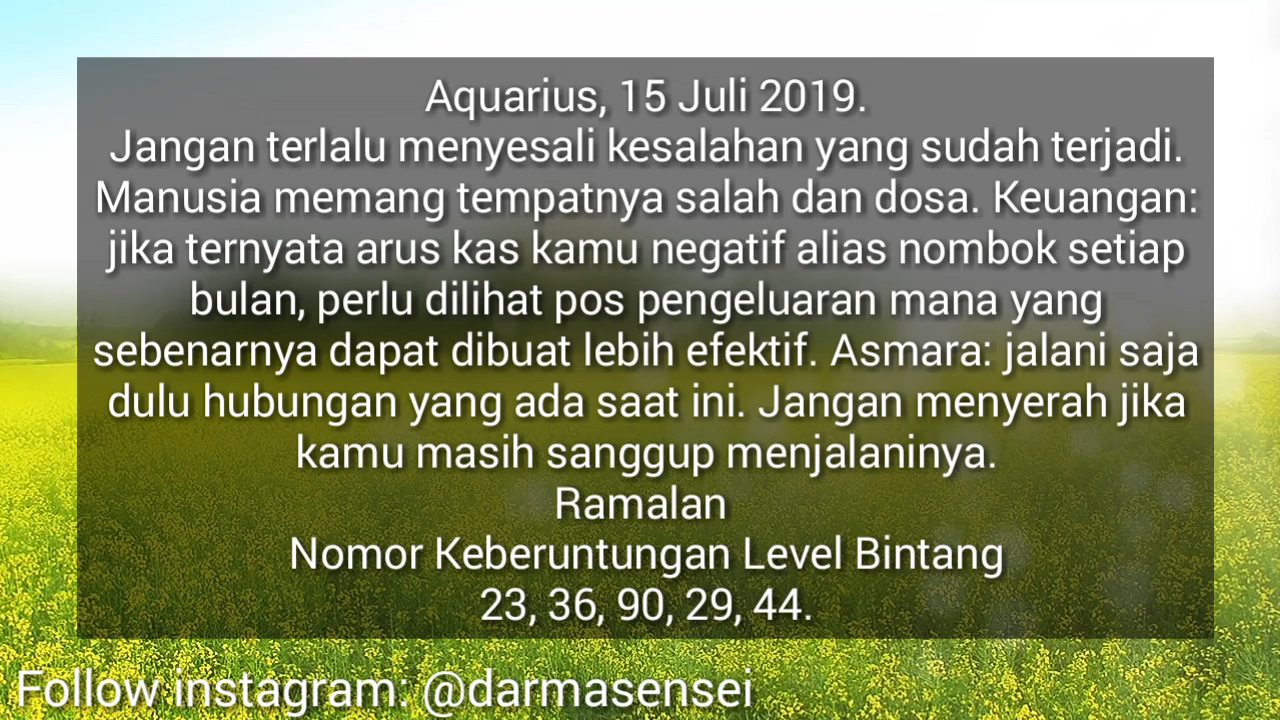 Aquarius, 15 Juli 2019.
Jangan terlalu menyesali kesalahan yang sudah terjadi.
Manusia memang tempatnya salah dan dosa. Keuangan:
jika ternyata arus kas kamu negatif alias nombok setiap
bulan, perlu dilihat pos pengeluaran mana yang
sebenarnya dapat dibuat lebih efektif. Asmara: jalani saja
dulu hubungan yang ada saat ini. Jangan menyerah jika
kamu masih sanggup menjalaninya.
Ramalan
Nomor Keberuntungan Level Bintang
23, 36, 90, 29, 44.
Follow instagram: @darmasensei